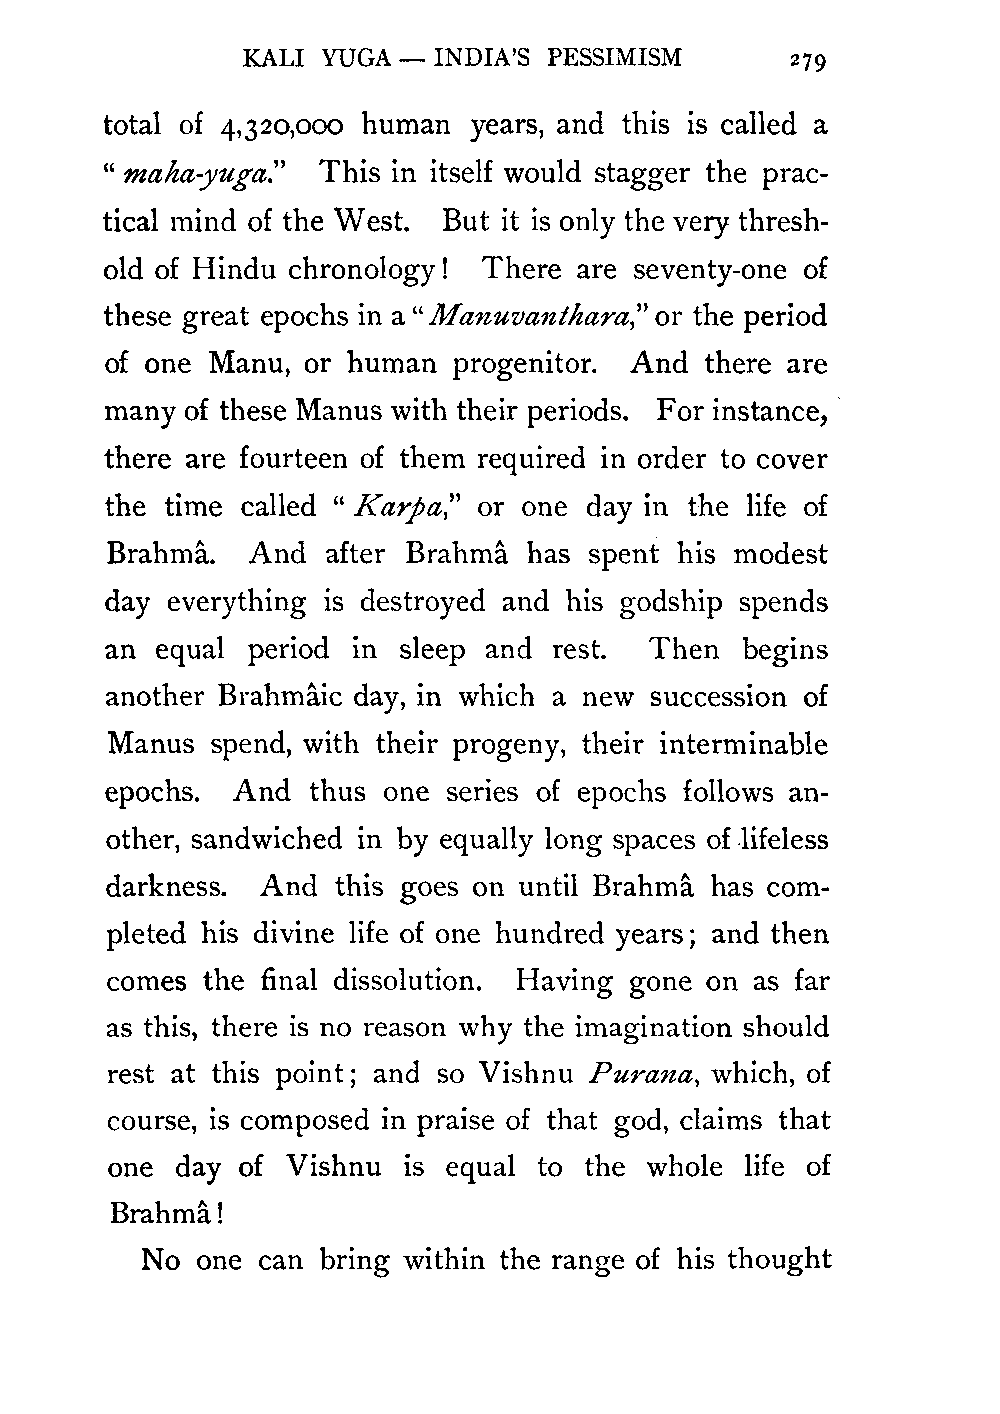 KALI YUGA — INDIA'S PESSIMISM 279
total of 4,320,000 human years, and this is called a
“ maha-yuga.” This in itself would stagger the prac-
tical mind of the West. But it is only the very thresh-
old of Hindu chronology! There are seventy-one of
these great epochs in a “Manuvanthara,” or the period
of one Manu, or human progenitor. And there are
many of these Manus with their periods. For instance,
there are fourteen of them required in order to cover
the time called “ Karpa,” or one day in the life of
Brahmâ. And after Brahmâ has spent his modest
day everything is destroyed and his godship spends
an equal period in sleep and rest. Then begins
another Brahmâic day, in which a new succession of
Manus spend, with their progeny, their interminable
epochs. And thus one series of epochs follows an-
other, sandwiched in by equally long spaces of lifeless
darkness. And this goes on until Brahmâ has com-
pleted his divine life of one hundred years; and then
comes the final dissolution. Having gone on as far
as this, there is no reason why the imagination should
rest at this point; and so Vishnu Purana, which, of
course, is composed in praise of that god, claims that
one day of Vishnu is equal to the whole life of
Brahmâ!
No one can bring within the range of his thought